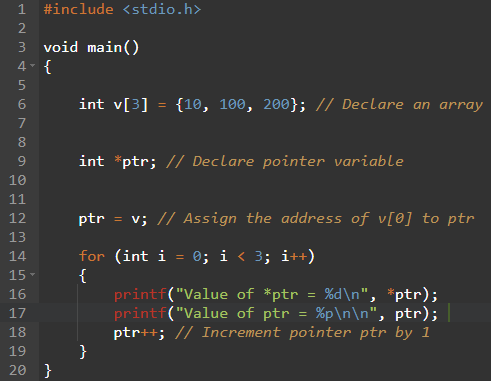 1 #include <stdio.h>
2
3 void main()
4 {
5
6     int v[3] = {10, 100, 200}; // Declare an array
7
8
9     int *ptr; // Declare pointer variable
10
11
12     ptr = v; // Assign the address of v[0] to ptr
13
14     for (int i = 0; i < 3; i++)
15     {
16         printf("Value of *ptr = %d\n", *ptr);
17         printf("Value of ptr = %p\n\n", ptr);
18         ptr++; // Increment pointer ptr by 1
19     }
20 }